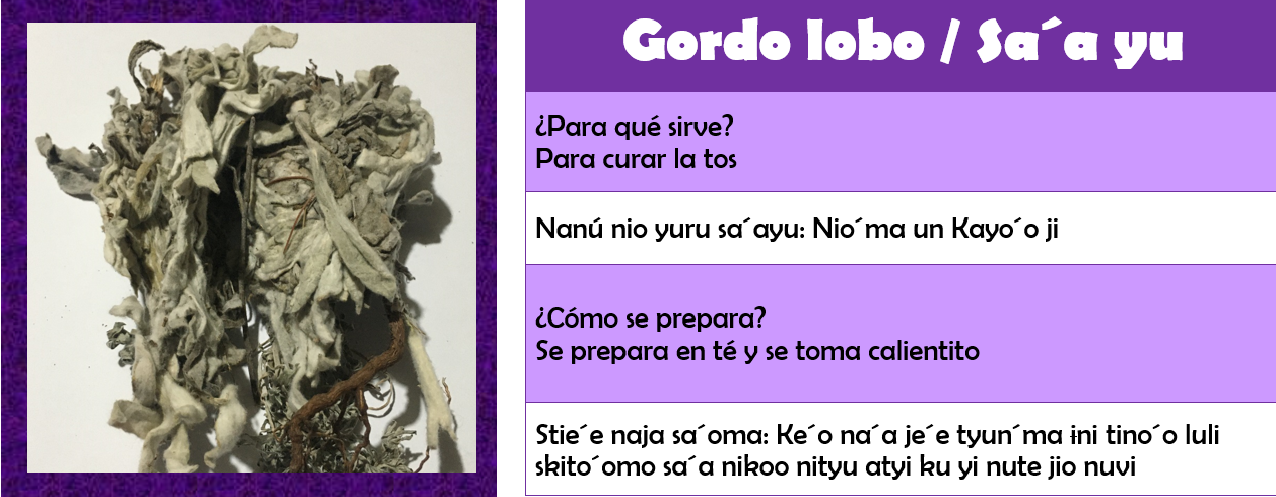 Gordo lobo / Sa´a yu
¿Para qué sirve?
Para curar la tos
Nanú nio yuru sa´ayu: Nio´ma un Kayo´o ji
¿Cómo se prepara?
Se prepara en té y se toma calientito
Stie´e naja sa´oma: Ke´o na´a je´e tyun´ma ɨni tino´o luli
skito´omo sa´a nikoo nityu atyi ku yi nute jio nuvi